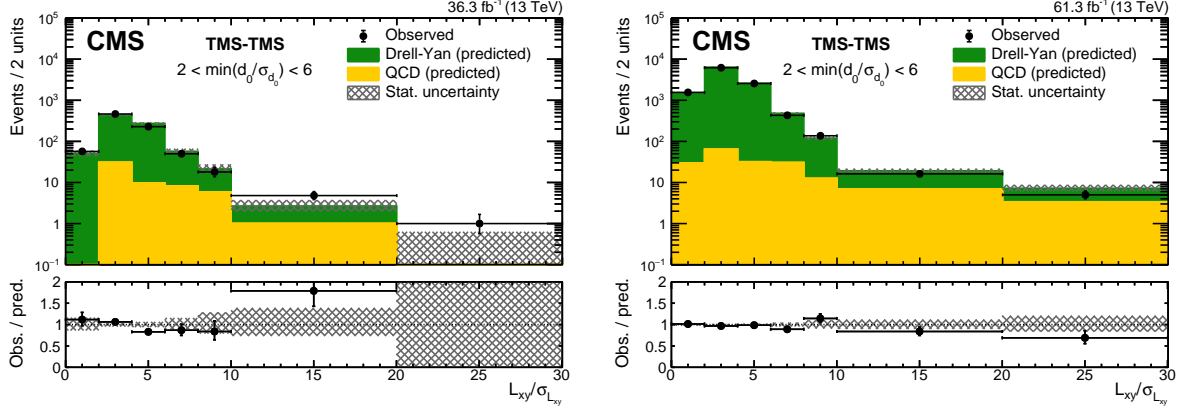 36.3 fb⁻¹ (13 TeV)
CMS
TMS-TMS
2 < min(d₀/σ_d₀) < 6
Observed
Drell-Yan (predicted)
QCD (predicted)
Stat. uncertainty
Events / 2 units
10⁵
10⁴
10³
10²
10
1
10⁻¹
Obs. / pred.
2
1.5
1
0.5
0
0 5 10 15 20 25 30
L_xy/σ_L_xy
61.3 fb⁻¹ (13 TeV)
CMS
TMS-TMS
2 < min(d₀/σ_d₀) < 6
Observed
Drell-Yan (predicted)
QCD (predicted)
Stat. uncertainty
Events / 2 units
10⁵
10⁴
10³
10²
10
1
10⁻¹
Obs. / pred.
2
1.5
1
0.5
0
0 5 10 15 20 25 30
L_xy/σ_L_xy